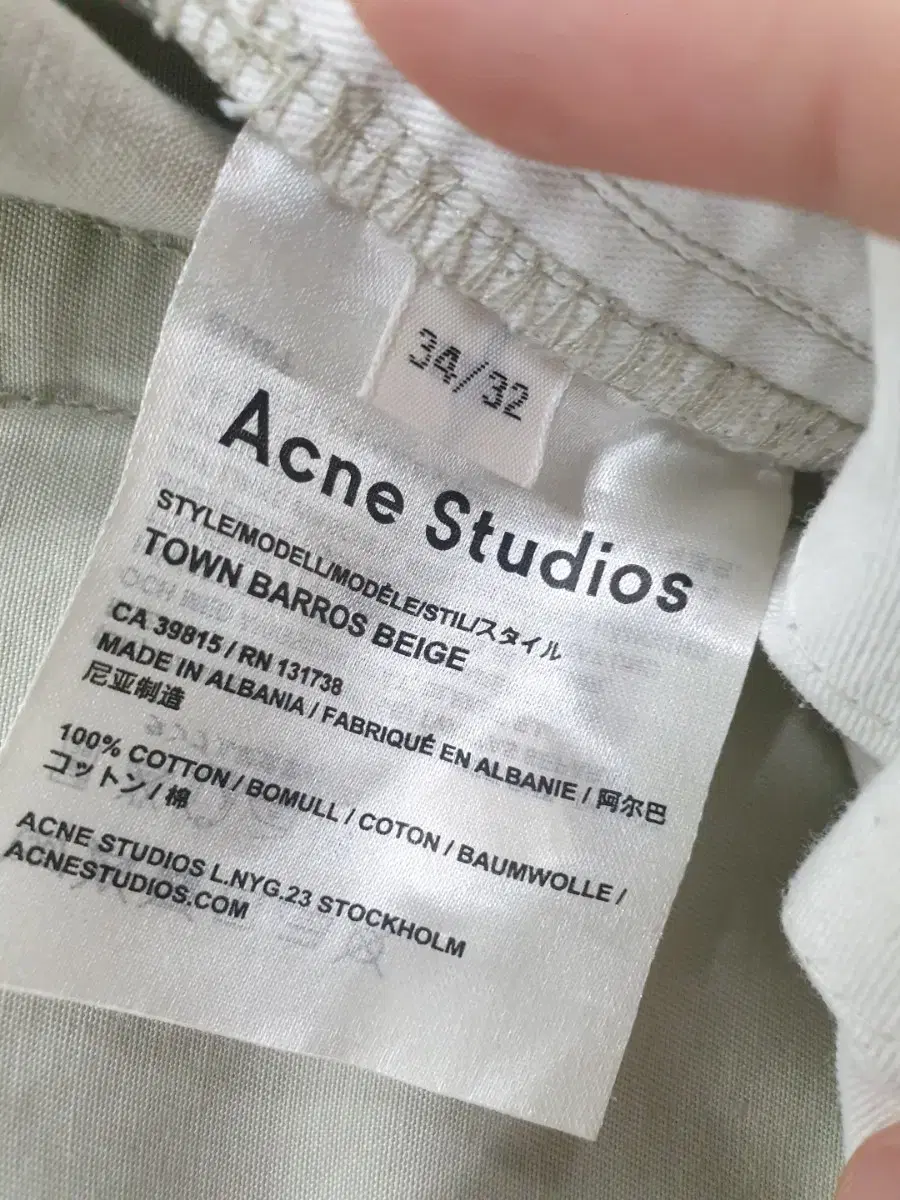 34/32
Acne Studios
STYLE/MODELL/MODÈLE/STIL/スタイル
TOWN BARROS BEIGE
CA 39815 / RN 131738
MADE IN ALBANIA / FABRIQUÉ EN ALBANIE / 阿尔巴
尼亚制造
100% COTTON / BOMULL / COTON / BAUMWOLLE /
コットン / 棉
ACNE STUDIOS L.NYG.23 STOCKHOLM
ACNESTUDIOS.COM